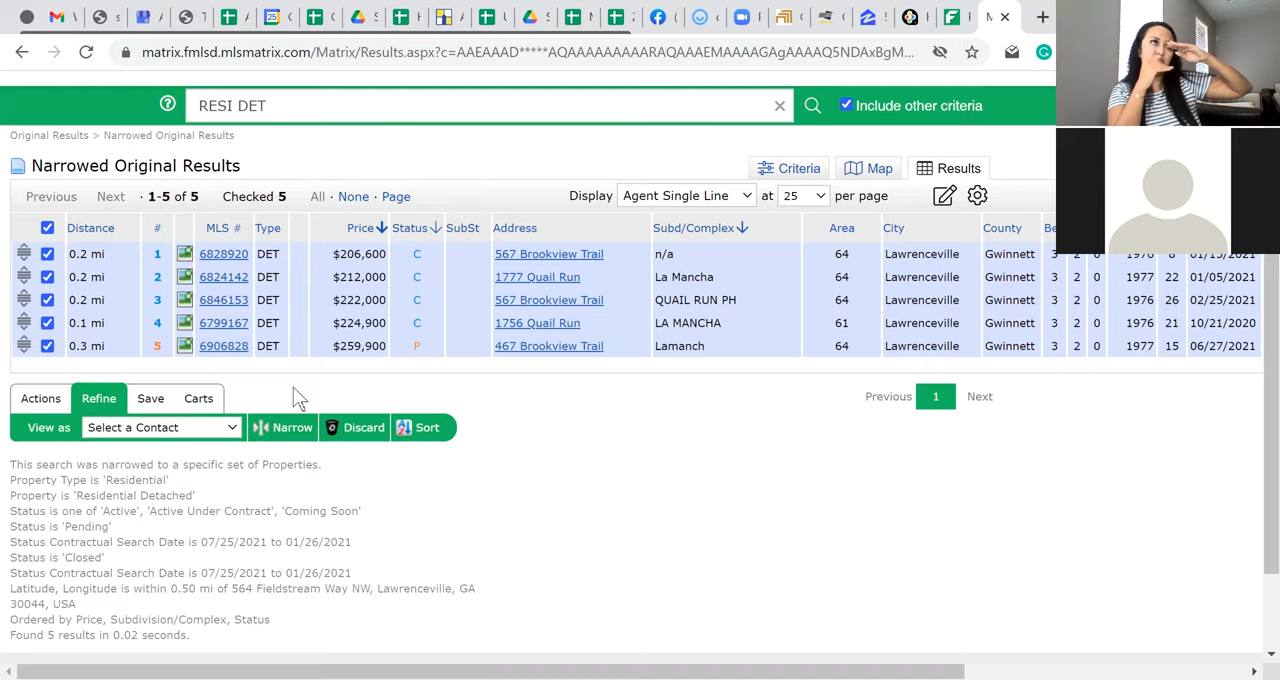 matrix.fmlsd.mlsmatrix.com/Matrix/Results.aspx?c=AAEAAAD*****AQAAAAAAAAARAQAAAEMAAAAGAgAAAAQ5NDAxBgM...
RESI DET
Include other criteria
Original Results > Narrowed Original Results
Narrowed Original Results
Criteria Map Results
Previous Next · 1-5 of 5 Checked 5 All · None · Page Display Agent Single Line at 25 per page
Distance # MLS # Type Price Status SubSt Address Subd/Complex Area City County Be
0.2 mi 1 6828920 DET $206,600 C 567 Brookview Trail n/a 64 Lawrenceville Gwinnett 3 2 0 1976 8 01/15/2021
0.2 mi 2 6824142 DET $212,000 C 1777 Quail Run La Mancha 64 Lawrenceville Gwinnett 3 2 0 1977 22 01/05/2021
0.2 mi 3 6846153 DET $222,000 C 567 Brookview Trail QUAIL RUN PH 64 Lawrenceville Gwinnett 3 2 0 1976 26 02/25/2021
0.1 mi 4 6799167 DET $224,900 C 1756 Quail Run LA MANCHA 61 Lawrenceville Gwinnett 3 2 0 1976 21 10/21/2020
0.3 mi 5 6906828 DET $259,900 P 467 Brookview Trail Lamanch 64 Lawrenceville Gwinnett 3 2 0 1977 15 06/27/2021
Actions Refine Save Carts Previous 1 Next
View as Select a Contact Narrow Discard Sort
This search was narrowed to a specific set of Properties.
Property Type is 'Residential'
Property is 'Residential Detached'
Status is one of 'Active', 'Active Under Contract', 'Coming Soon'
Status is 'Pending'
Status Contractual Search Date is 07/25/2021 to 01/26/2021
Status is 'Closed'
Status Contractual Search Date is 07/25/2021 to 01/26/2021
Latitude, Longitude is within 0.50 mi of 564 Fieldstream Way NW, Lawrenceville, GA
30044, USA
Ordered by Price, Subdivision/Complex, Status
Found 5 results in 0.02 seconds.